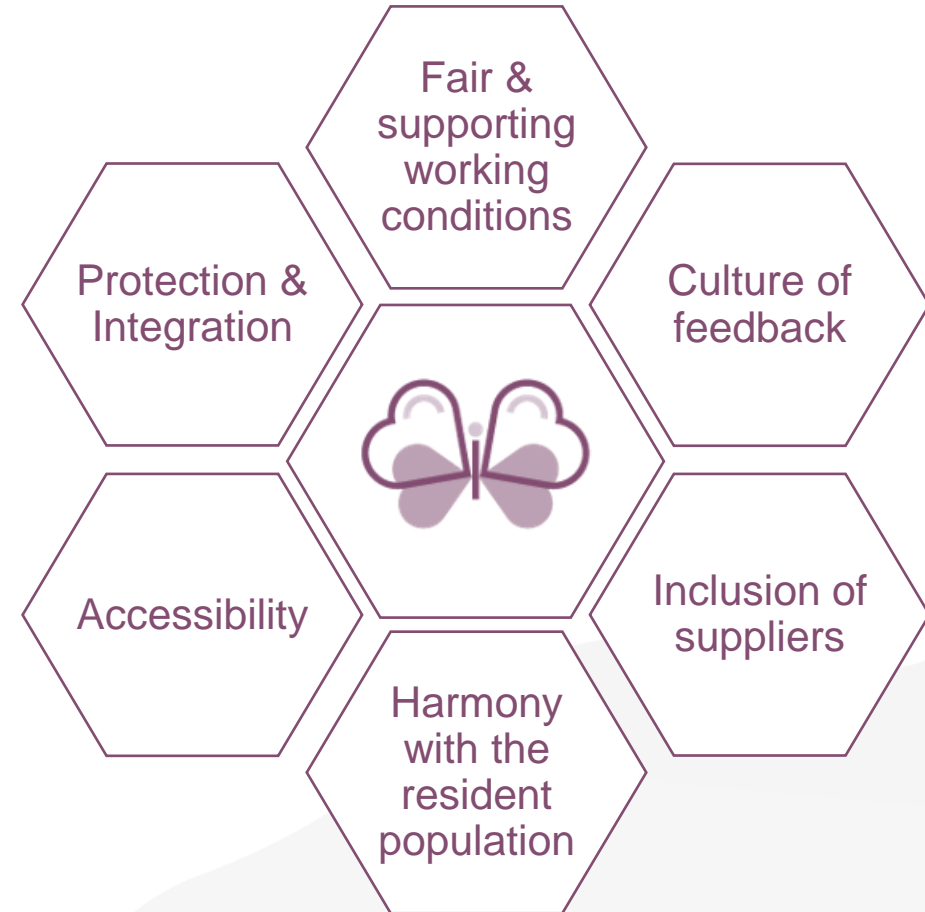 Fair &
supporting
working
conditions
Protection &
Integration
Culture of
feedback
Accessibility
Inclusion of
suppliers
Harmony
with the
resident
population